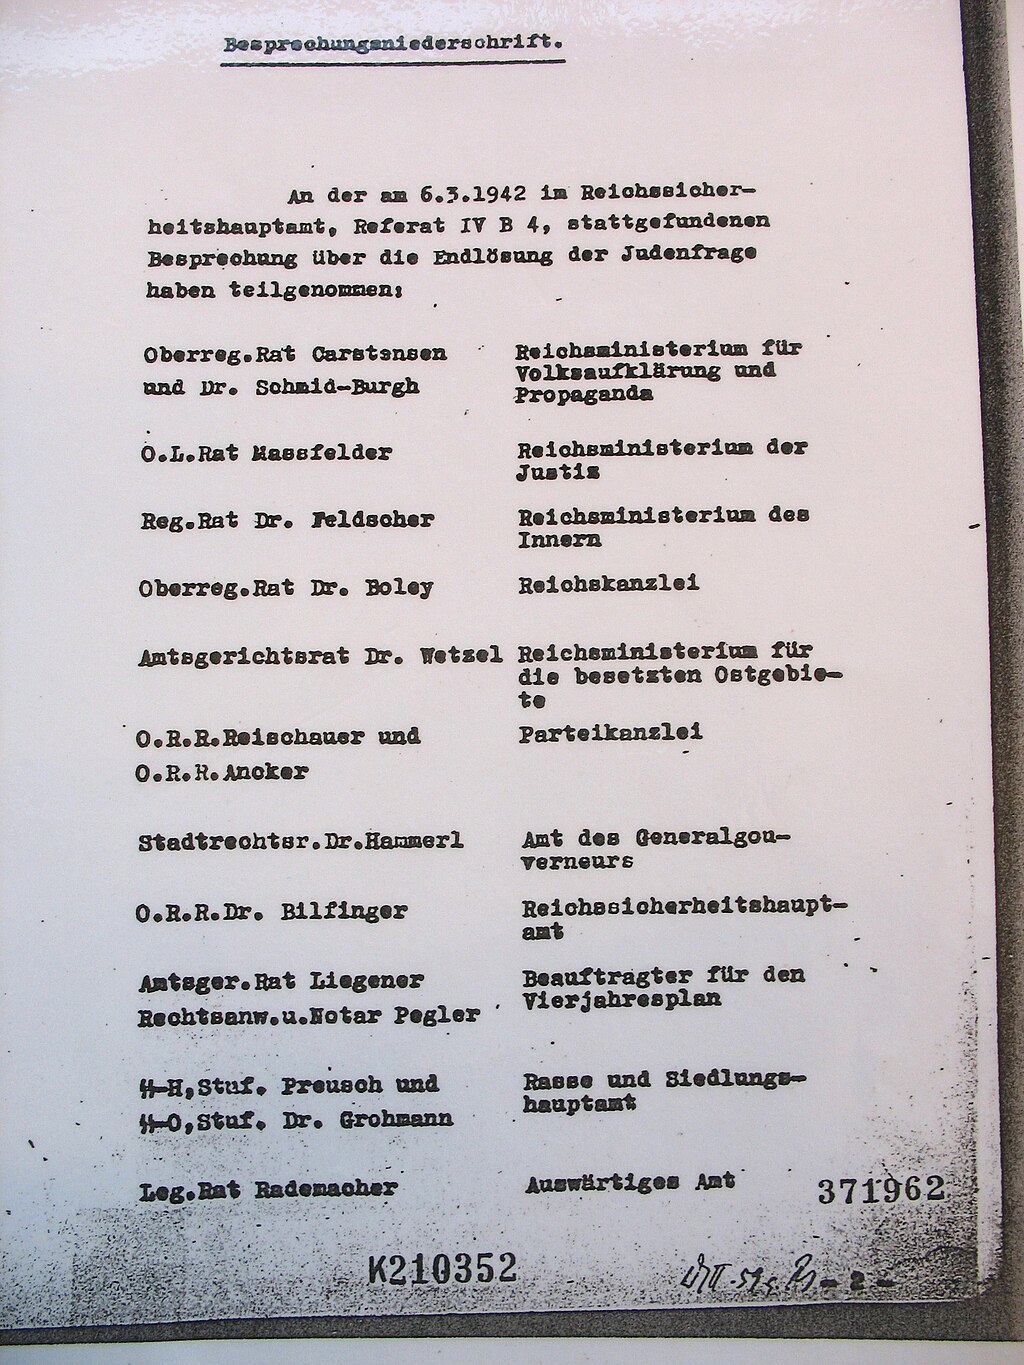 Besprechungsniederschrift.
An der am 6.3.1942 im Reichssicher-
heitshauptamt, Referat IV B 4, stattgefundenen
Besprechung über die Endlösung der Judenfrage
haben teilgenommen:
Oberreg.Rat Carstensen
und Dr. Schmid-Burgh
Reichsministerium für
Volksaufklärung und
Propaganda
O.L.Rat Massfelder
Reichsministerium der
Justiz
Reg.Rat Dr. Feldscher
Reichsministerium des
Innern
Oberreg.Rat Dr. Boley
Reichskanzlei
Amtsgerichtsrat Dr. Wetzel
Reichsministerium für
die besetzten Ostgebie-
te
O.R.R.Reischauer und
O.R.R.Ancker
Parteikanzlei
Stadtrechtsr.Dr.Hammerl
Amt des Generalgou-
verneurs
O.R.R.Dr. Bilfinger
Reichssicherheitshaupt-
amt
Amtsger.Rat Liegener
Rechtsanw.u.Notar Pegler
Beauftragter für den
Vierjahresplan
SS-H,Stuf. Preusch und
SS-O,Stuf. Dr. Grohmann
Rasse und Siedlungs-
hauptamt
Leg.Rat Rademacher
Auswärtiges Amt
371962
K210352
- 2 -